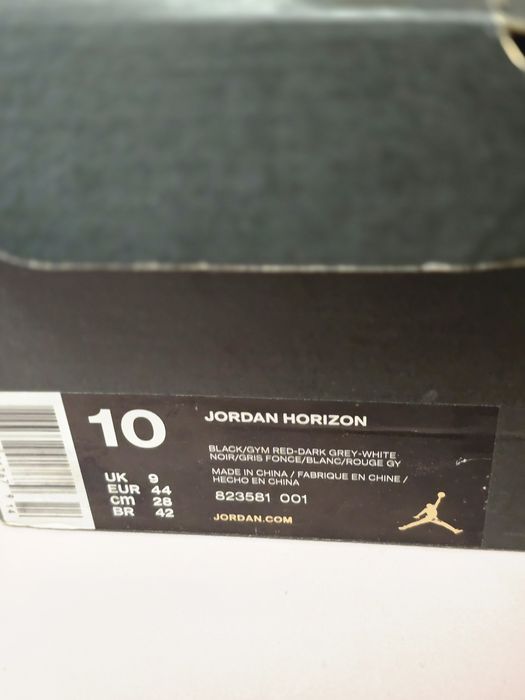 10
JORDAN HORIZON
BLACK/GYM RED-DARK GREY-WHITE
NOIR/GRIS FONCE/BLANC/ROUGE GY
MADE IN CHINA / FABRIQUE EN CHINE /
HECHO EN CHINA
823581 001
JORDAN.COM
UK 9
EUR 44
cm 28
BR 42